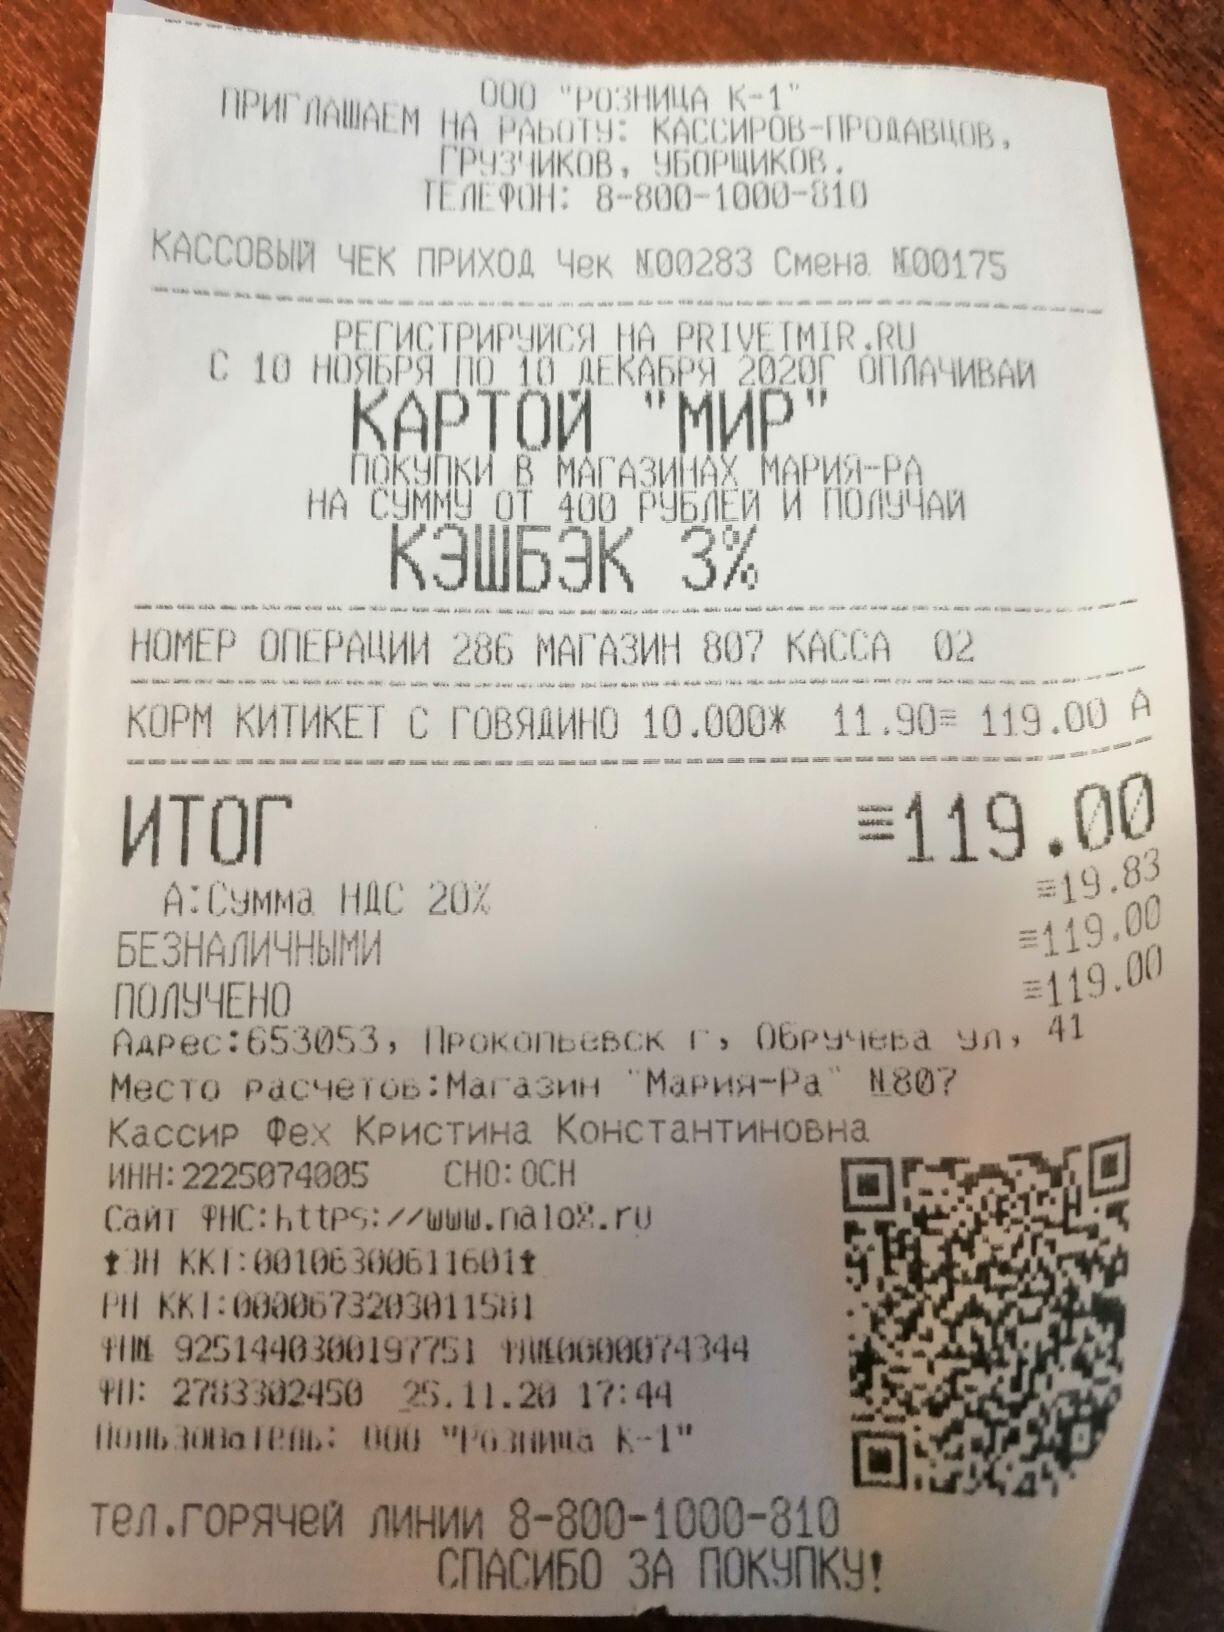 ООО "РОЗНИЦА К-1"
ПРИГЛАШАЕМ НА РАБОТУ: КАССИРОВ-ПРОДАВЦОВ,
ГРУЗЧИКОВ, УБОРЩИКОВ.
ТЕЛЕФОН: 8-800-1000-810
КАССОВЫЙ ЧЕК ПРИХОД Чек №00283 Смена №00175
РЕГИСТРИРУЙСЯ НА PRIVETMIR.RU
С 10 НОЯБРЯ ПО 10 ДЕКАБРЯ 2020Г ОПЛАЧИВАЙ
КАРТОЙ "МИР"
ПОКУПКИ В МАГАЗИНАХ МАРИЯ-РА
НА СУММУ ОТ 400 РУБЛЕЙ И ПОЛУЧАЙ
КЭШБЭК 3%
НОМЕР ОПЕРАЦИИ 286 МАГАЗИН 807 КАССА 02
КОРМ КИТИКЕТ С ГОВЯДИНО 10.000* 11.90≡ 119.00 А
ИТОГ ≡119.00
А:Сумма НДС 20% ≡19.83
БЕЗНАЛИЧНЫМИ ≡119.00
ПОЛУЧЕНО ≡119.00
Адрес:653053, Прокопьевск г, Обручева ул, 41
Место расчетов:Магазин "Мария-Ра" №807
Кассир Фех Кристина Константиновна
ИНН:2225074005 СНО:ОСН
Сайт ФНС:https://www.nalog.ru
ЗН ККТ:00106300611601
РН ККТ:0000673203011581
ФН№ 9251440300197751 ФД№0000074344
ФП: 2783302450 25.11.20 17:44
Пользователь: ООО "Розница К-1"
тел.горячей линии 8-800-1000-810
СПАСИБО ЗА ПОКУПКУ!